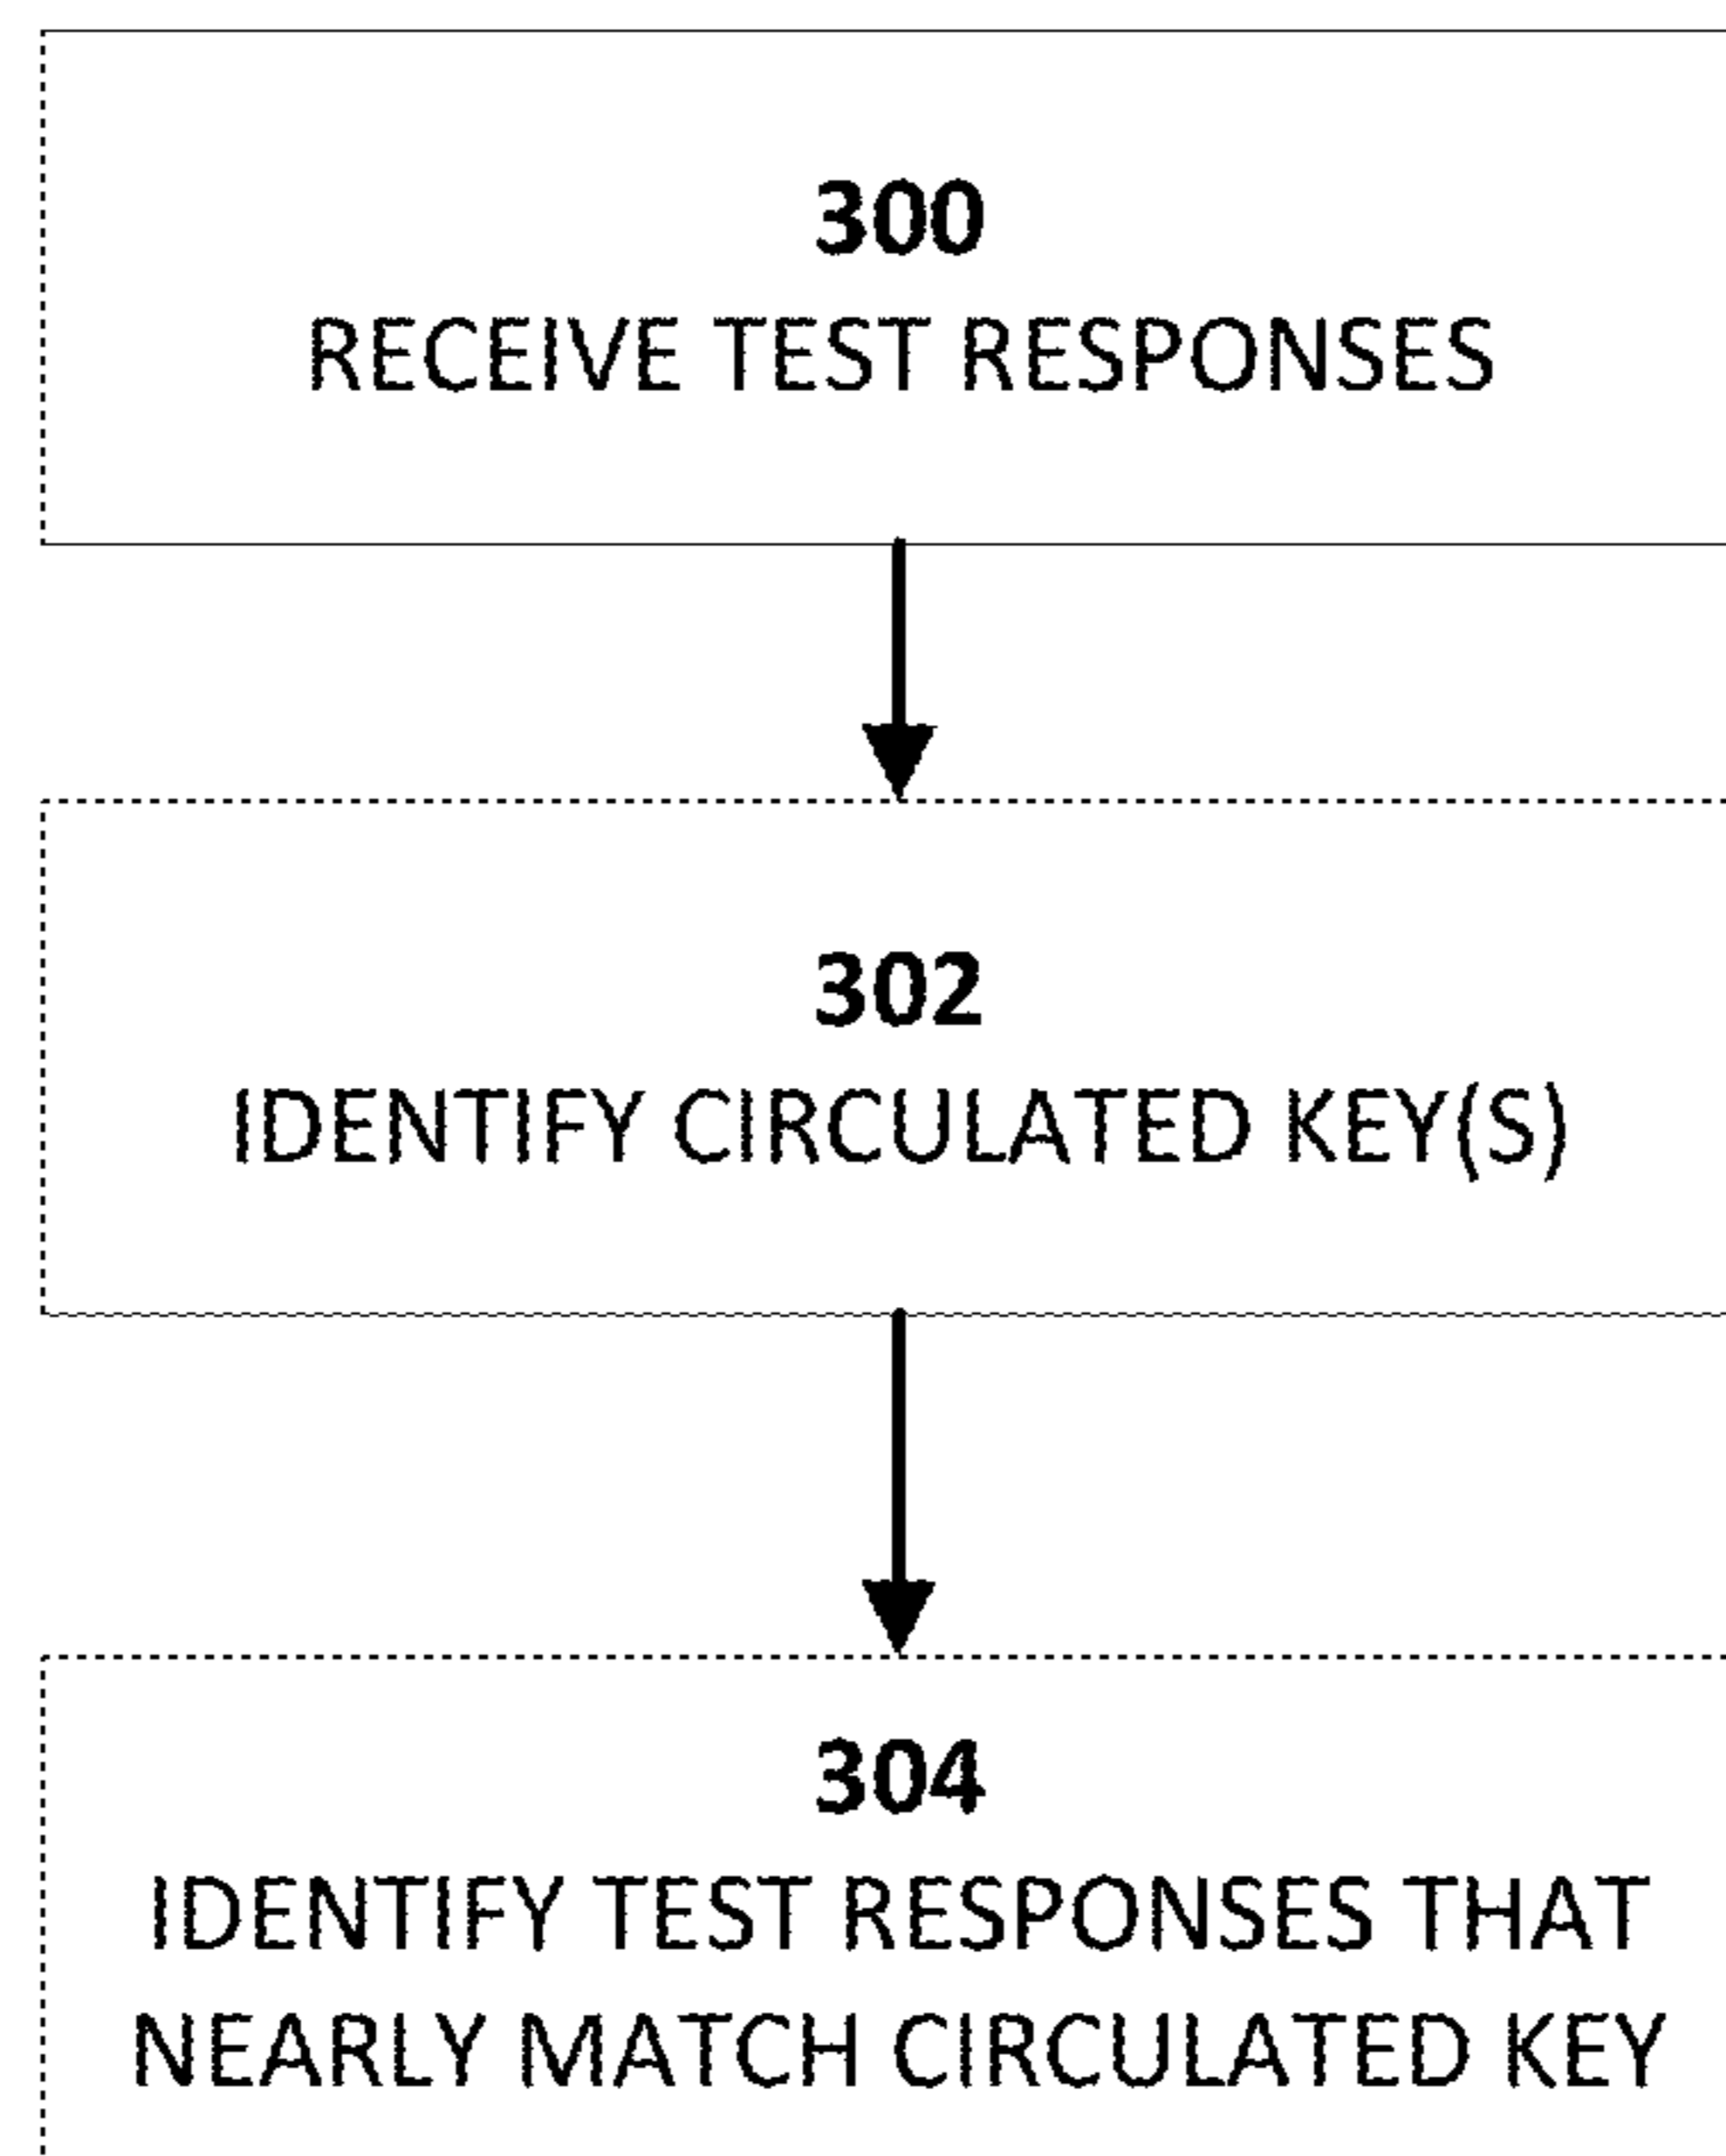 300
RECEIVE TEST RESPONSES
302
IDENTIFY CIRCULATED KEY(S)
304
IDENTIFY TEST RESPONSES THAT
NEARLY MATCH CIRCULATED KEY